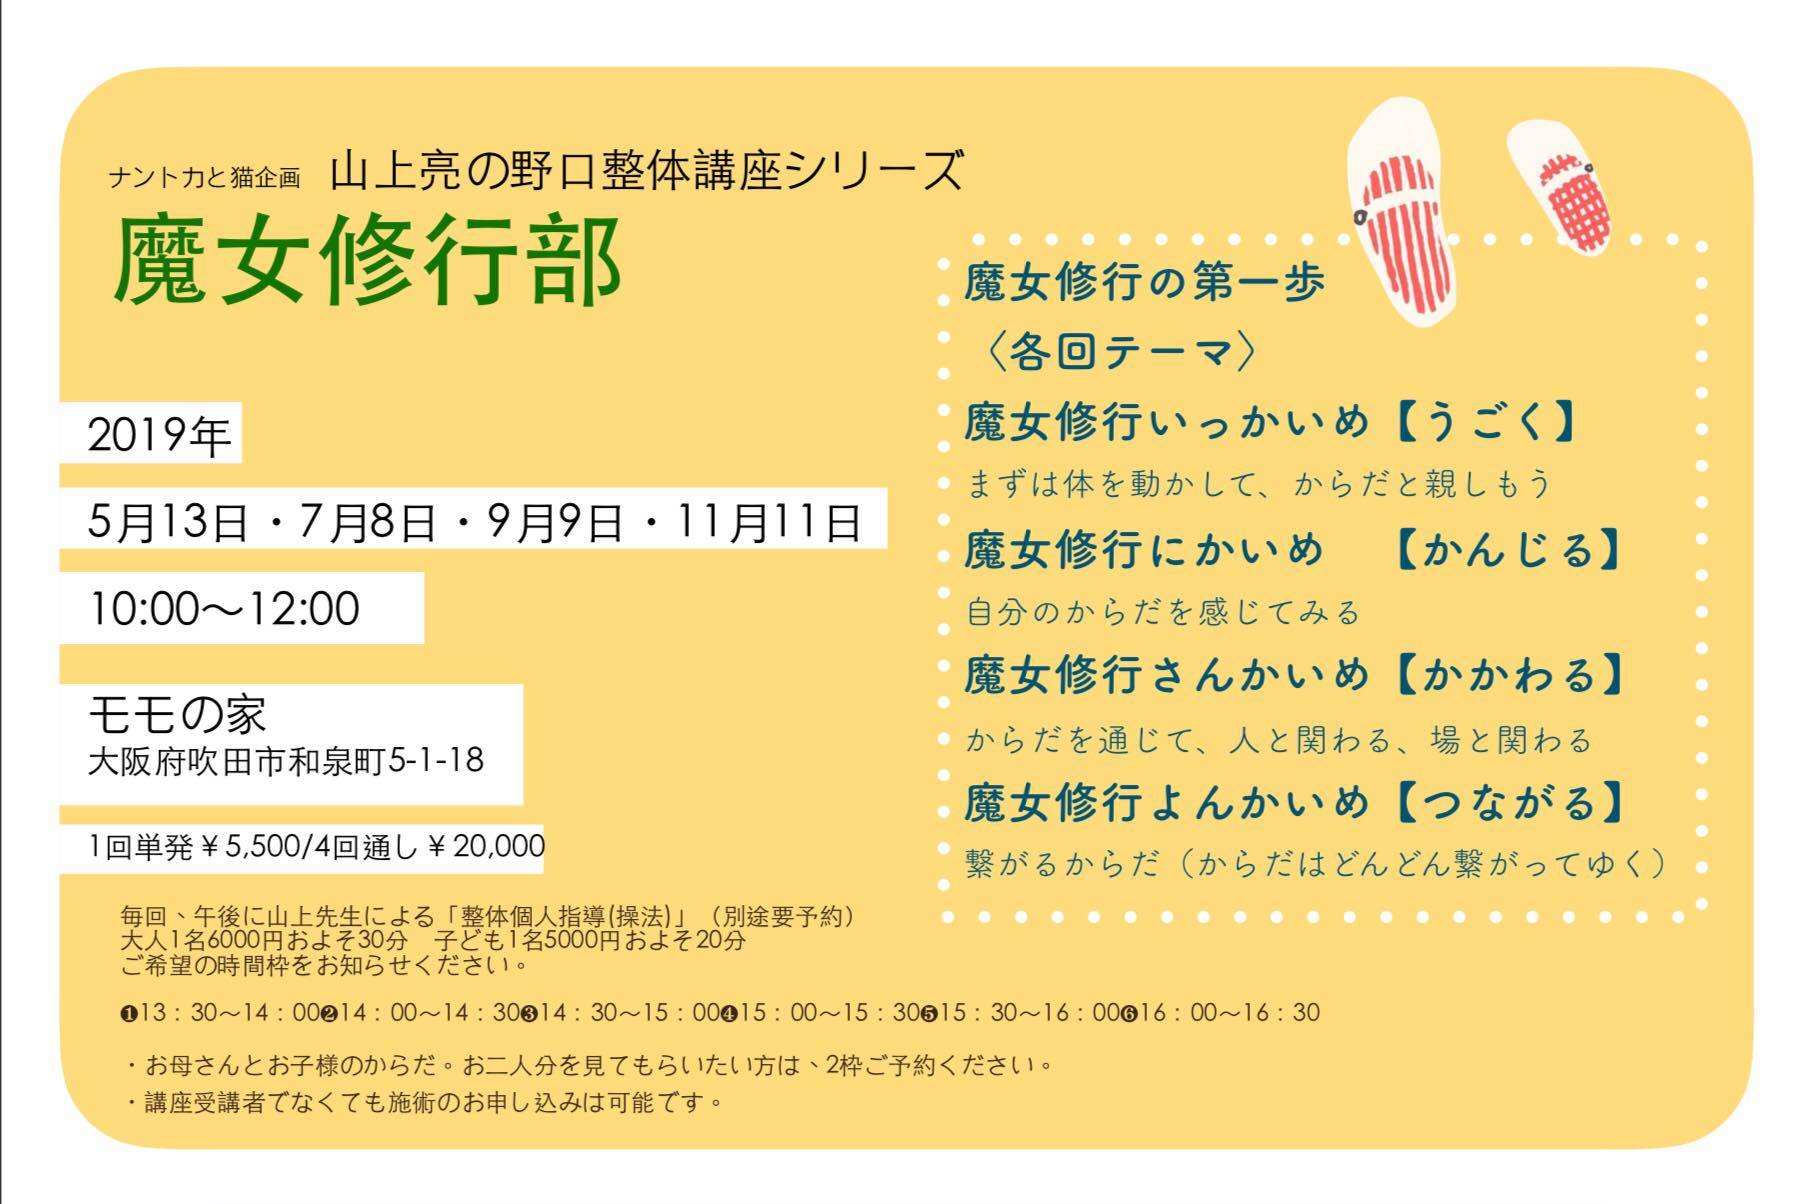 ナントカと猫企画 山上亮の野口整体講座シリーズ
魔女修行部
2019年
5月13日・7月8日・9月9日・11月11日
10:00〜12:00
モモの家
大阪府吹田市和泉町5-1-18
1回単発￥5,500/4回通し￥20,000
魔女修行の第一歩
〈各回テーマ〉
魔女修行いっかいめ【うごく】
まずは体を動かして、からだと親しもう
魔女修行にかいめ　【かんじる】
自分のからだを感じてみる
魔女修行さんかいめ【かかわる】
からだを通じて、人と関わる、場と関わる
魔女修行よんかいめ【つながる】
繋がるからだ（からだはどんどん繋がってゆく）
毎回、午後に山上先生による「整体個人指導(操法)」（別途要予約）
大人1名6000円およそ30分　子ども1名5000円およそ20分
ご希望の時間枠をお知らせください。
❶13：30〜14：00❷14：00〜14：30❸14：30〜15：00❹15：00〜15：30❺15：30〜16：00❻16：00〜16：30
・お母さんとお子様のからだ。お二人分を見てもらいたい方は、2枠ご予約ください。
・講座受講者でなくても施術のお申し込みは可能です。